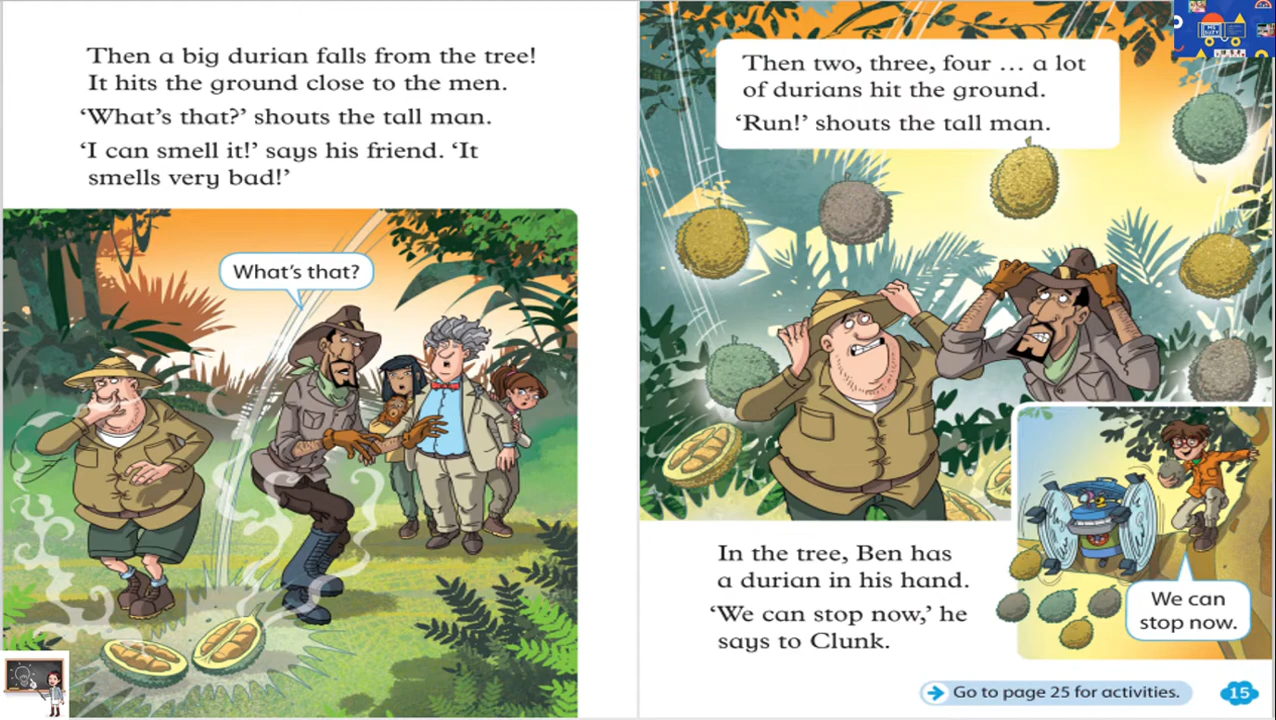 Then a big durian falls from the tree!
It hits the ground close to the men.
‘What’s that?’ shouts the tall man.
‘I can smell it!’ says his friend. ‘It
smells very bad!’
What’s that?
Then two, three, four ... a lot
of durians hit the ground.
‘Run!’ shouts the tall man.
In the tree, Ben has
a durian in his hand.
‘We can stop now,’ he
says to Clunk.
We can
stop now.
Go to page 25 for activities.
15